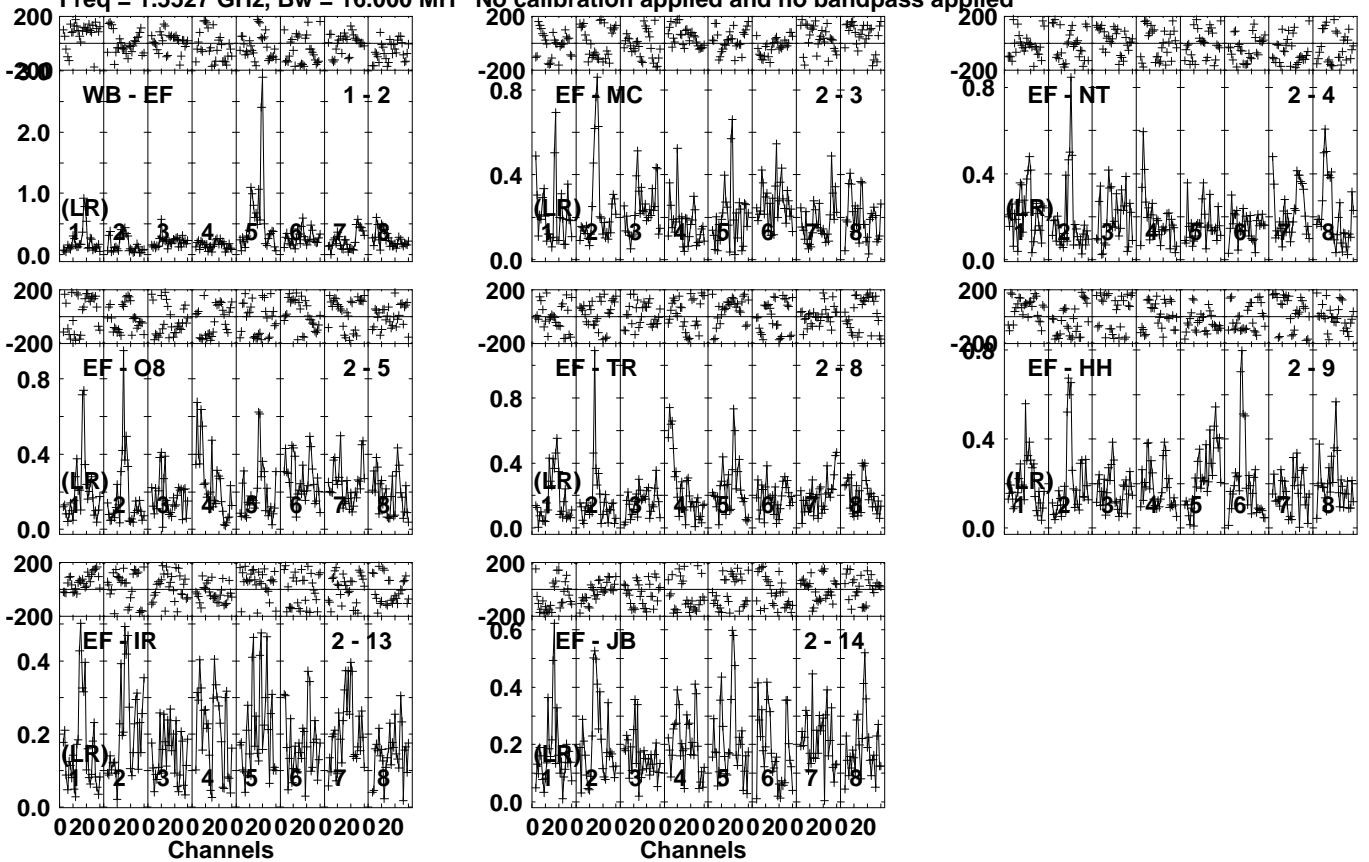 Freq = 1.5527 GHz, Bw = 16.000 MH No calibration applied and no bandpass applied
200 200 200
-200 -200 -200
3.0
WB - EF 1 - 2
2.0
1.0
0.0
(LR)
1 2 3 4 5 6 7 8
EF - MC 2 - 3
0.8
0.4
0.0
(LR)
1 2 3 4 5 6 7 8
EF - NT 2 - 4
0.8
0.4
0.0
(LR)
1 2 3 4 5 6 7 8
200 200 200
-200 -200 -200
EF - O8 2 - 5
0.8
0.4
0.0
(LR)
1 2 3 4 5 6 7 8
EF - TR 2 - 8
0.8
0.4
0.0
(LR)
1 2 3 4 5 6 7 8
EF - HH 2 - 9
0.8
0.4
0.0
(LR)
1 2 3 4 5 6 7 8
200 200
-200 -200
EF - IR 2 - 13
0.4
0.2
0.0
(LR)
1 2 3 4 5 6 7 8
EF - JB 2 - 14
0.6
0.4
0.2
0.0
(LR)
1 2 3 4 5 6 7 8
0 20 0 20 0 20 0 20 0 20 0 20 0 20 0 20
Channels
0 20 0 20 0 20 0 20 0 20 0 20 0 20 0 20
Channels